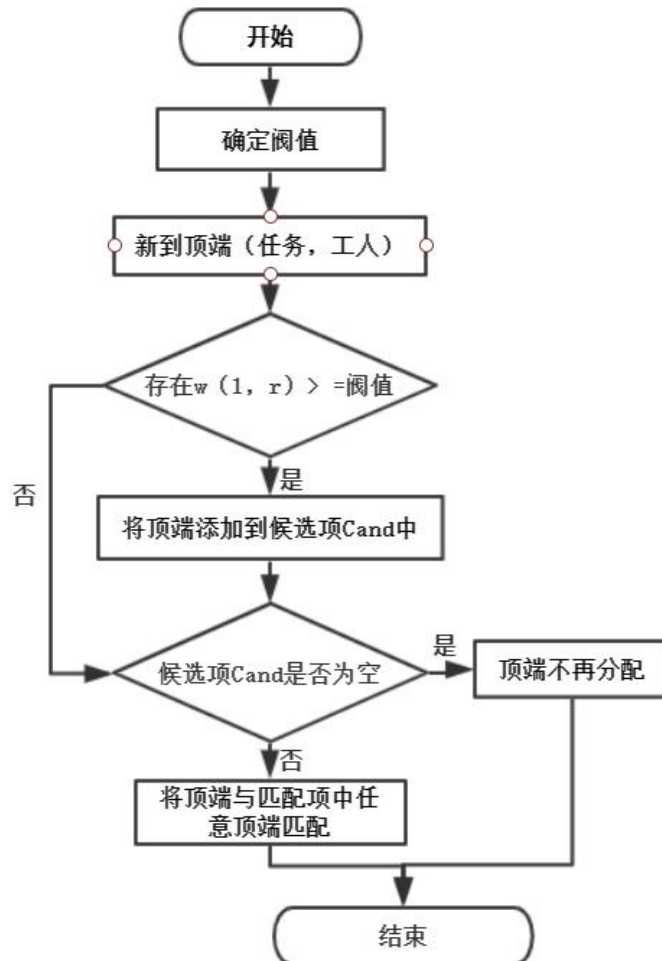 开始
确定阀值
新到顶端（任务，工人）
存在w（1，r）> =阀值
否
是
将顶端添加到候选项Cand中
候选项Cand是否为空
是
顶端不再分配
否
将顶端与匹配项中任
意顶端匹配
结束